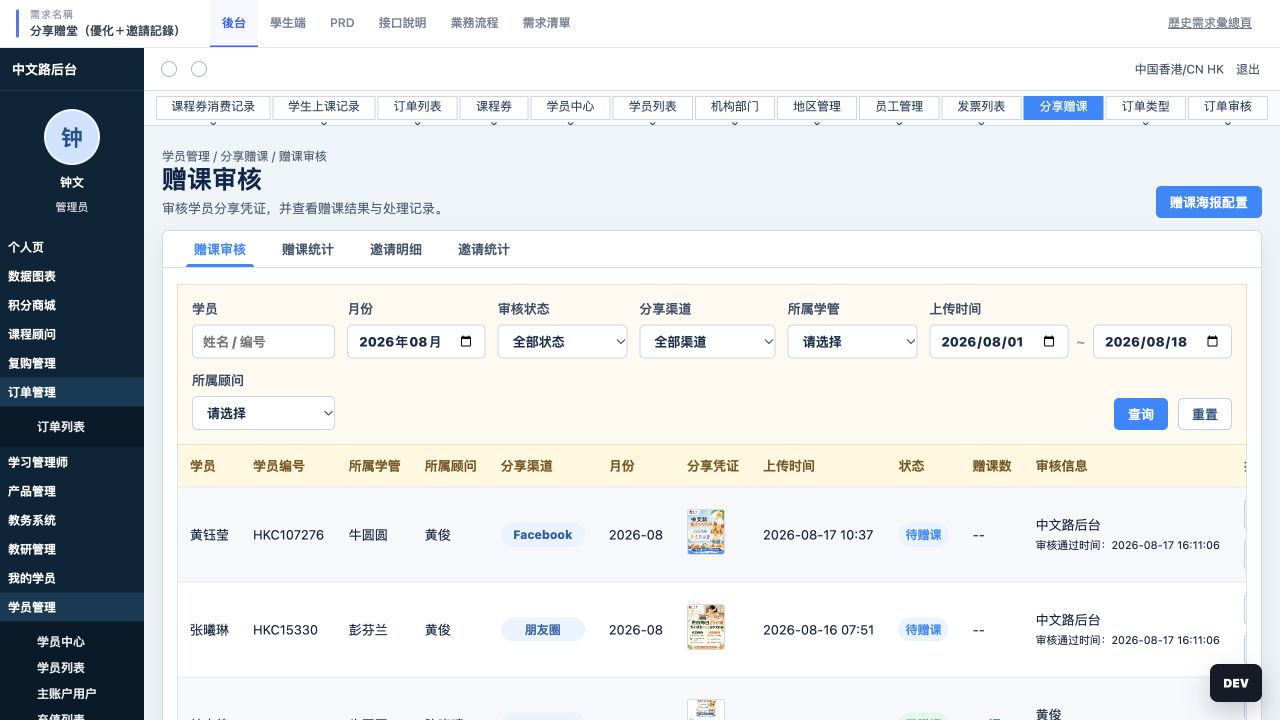 需求名稱
分享赠堂（優化＋邀請記錄）
後台 學生端 PRD 接口說明 業務流程 需求清單
歷史需求彙總頁
中文路后台
中国香港/CN HK 退出
课程券消费记录 学生上课记录 订单列表 课程券 学员中心 学员列表 机构部门 地区管理 员工管理 发票列表 分享赠课 订单类型 订单审核
钟
钟文
管理员
个人页
数据图表
积分商城
课程顾问
复购管理
订单管理
订单列表
学习管理师
产品管理
教务系统
教研管理
我的学员
学员管理
学员中心
学员列表
主账户用户
充值列表
学员管理 / 分享赠课 / 赠课审核
赠课审核
审核学员分享凭证，并查看赠课结果与处理记录。
赠课海报配置
赠课审核 赠课统计 邀请明细 邀请统计
学员 月份 审核状态 分享渠道 所属学管 上传时间
姓名 / 编号 2026年08月 全部状态 全部渠道 请选择 2026/08/01 ~ 2026/08/18
所属顾问
请选择 查询 重置
学员 学员编号 所属学管 所属顾问 分享渠道 月份 分享凭证 上传时间 状态 赠课数 审核信息
黄钰莹 HKC107276 牛圆圆 黄俊 Facebook 2026-08 2026-08-17 10:37 待赠课 -- 中文路后台
审核通过时间：2026-08-17 16:11:06
张曦琳 HKC15330 彭芬兰 黄俊 朋友圈 2026-08 2026-08-16 07:51 待赠课 -- 中文路后台
审核通过时间：2026-08-17 16:11:06
黄俊
DEV